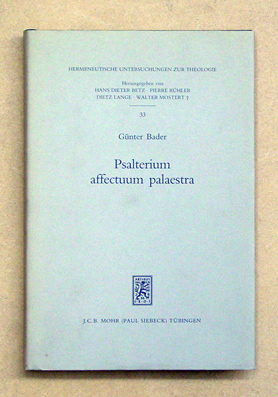 HERMENEUTISCHE UNTERSUCHUNGEN ZUR THEOLOGIE
Herausgegeben von
HANS DIETER BETZ · PIERRE BÜHLER
DIETZ LANGE · WALTER MOSTERT †
33
Günter Bader
Psalterium
affectuum palaestra
J.C.B. MOHR (PAUL SIEBECK) TÜBINGEN